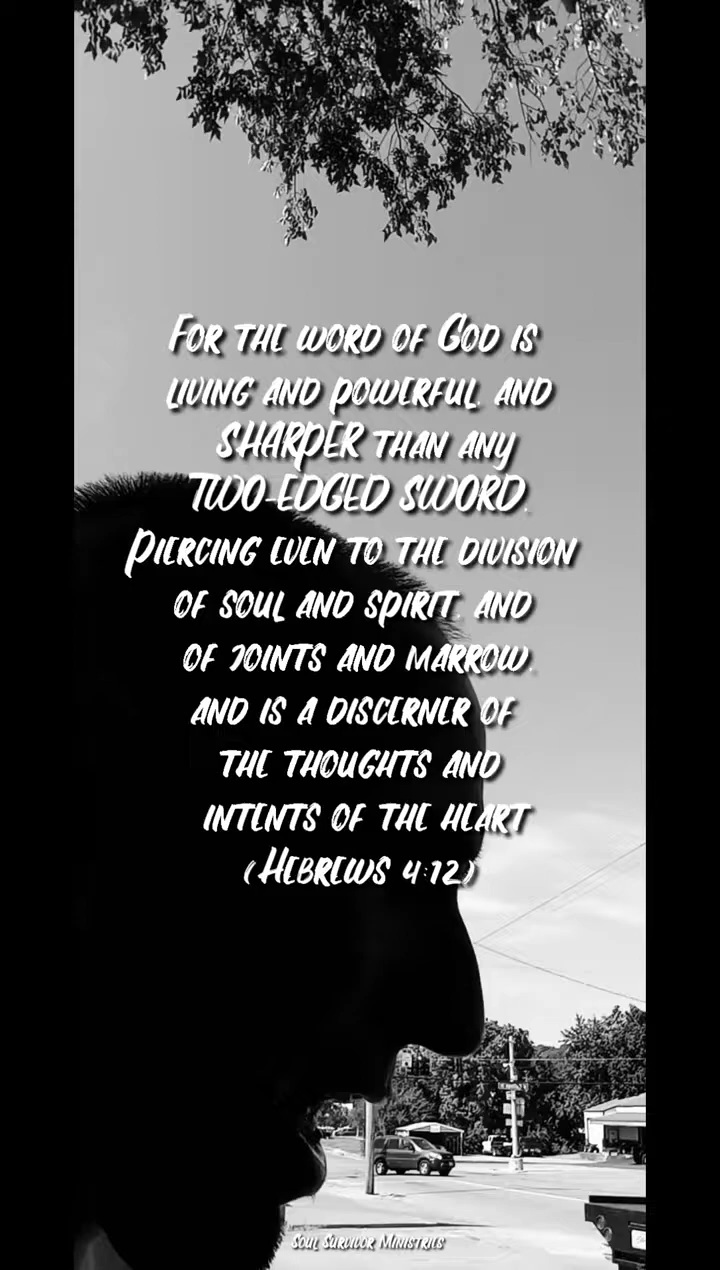 For the word of God is
living and powerful, and
SHARPER than any
TWO-EDGED SWORD,
Piercing even to the division
of soul and spirit, and
of joints and marrow,
and is a discerner of
the thoughts and
intents of the heart
(Hebrews 4:12)
Soul Survivor Ministries